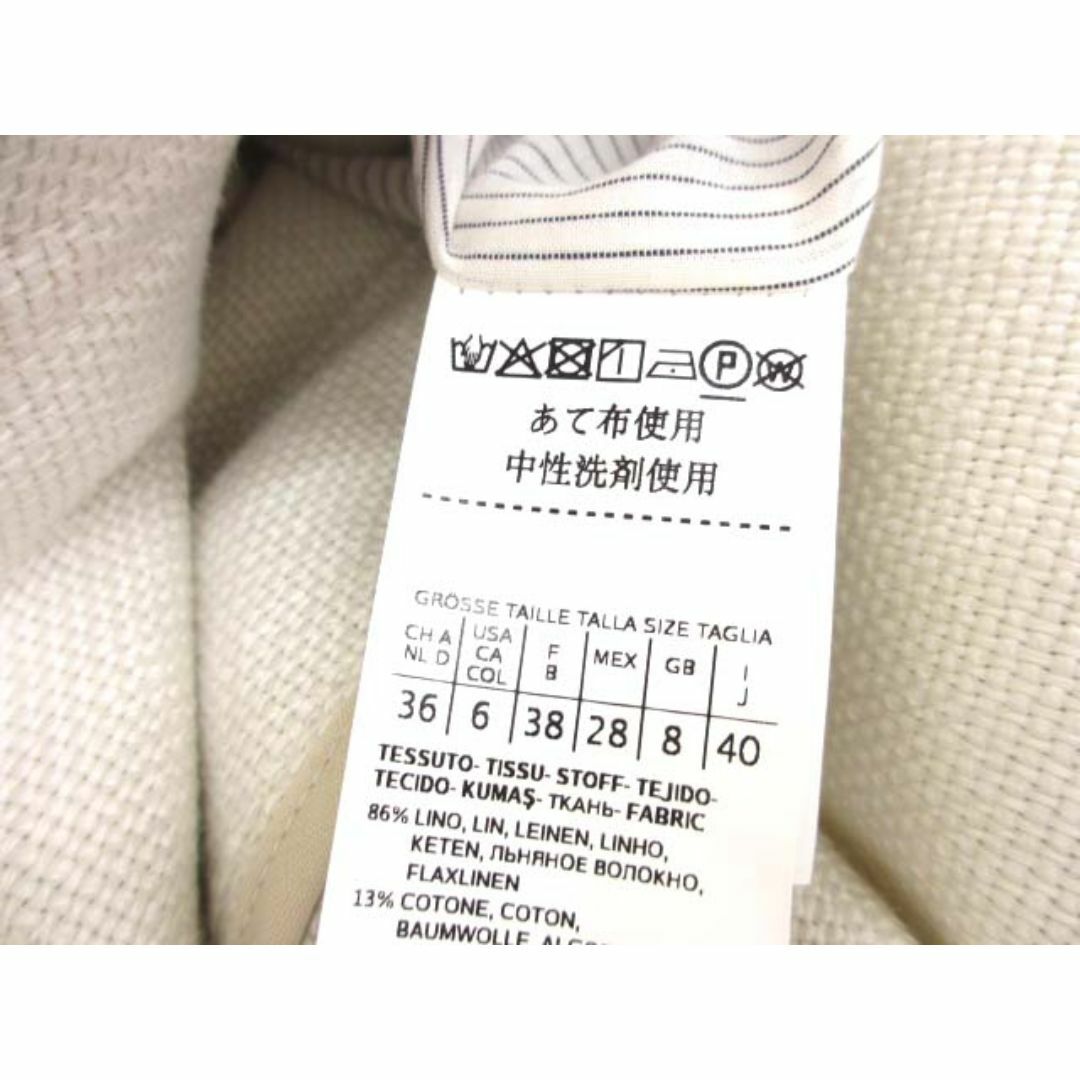 P W
あて布使用
中性洗剤使用
GRÖSSE TAILLE TALLA SIZE TAGLIA
CH A USA F MEX GB I
NL D CA B J
COL
36 6 38 28 8 40
TESSUTO- TISSU- STOFF- TEJIDO-
TECIDO- KUMAŞ- ТКАНЬ- FABRIC
86% LINO, LIN, LEINEN, LINHO,
KETEN, ЛЬНЯНОЕ ВОЛОКНО,
FLAXLINEN
13% COTONE, COTON,
BAUMWOLLE,